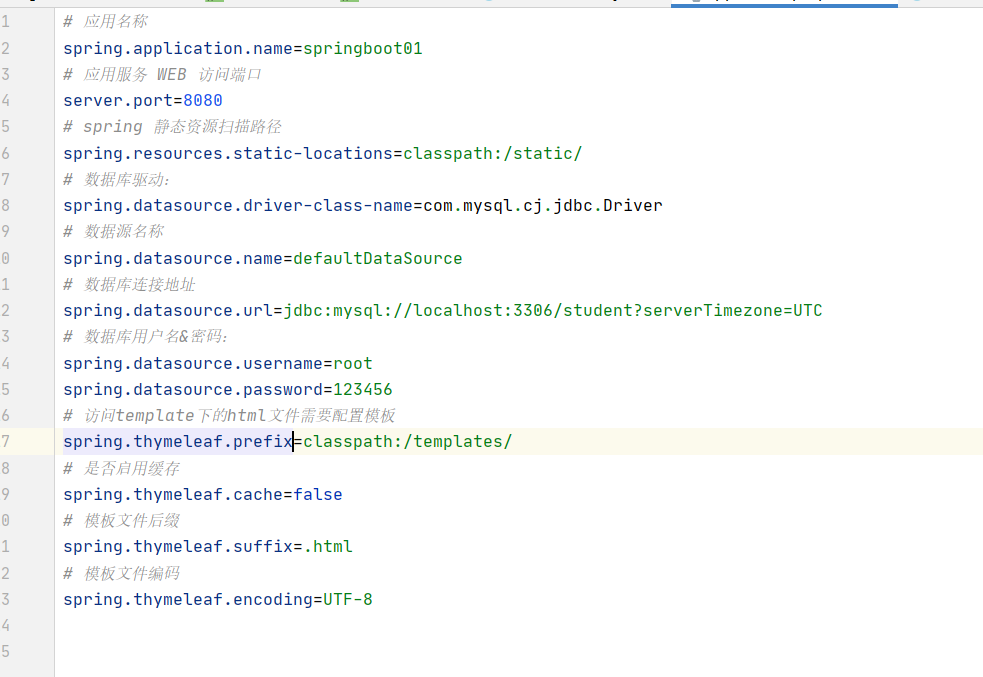 1 # 应用名称
2 spring.application.name=springboot01
3 # 应用服务 WEB 访问端口
4 server.port=8080
5 # spring 静态资源扫描路径
6 spring.resources.static-locations=classpath:/static/
7 # 数据库驱动：
8 spring.datasource.driver-class-name=com.mysql.cj.jdbc.Driver
9 # 数据源名称
0 spring.datasource.name=defaultDataSource
1 # 数据库连接地址
2 spring.datasource.url=jdbc:mysql://localhost:3306/student?serverTimezone=UTC
3 # 数据库用户名&密码：
4 spring.datasource.username=root
5 spring.datasource.password=123456
6 # 访问template下的html文件需要配置模板
7 spring.thymeleaf.prefix=classpath:/templates/
8 # 是否启用缓存
9 spring.thymeleaf.cache=false
0 # 模板文件后缀
1 spring.thymeleaf.suffix=.html
2 # 模板文件编码
3 spring.thymeleaf.encoding=UTF-8
4
5